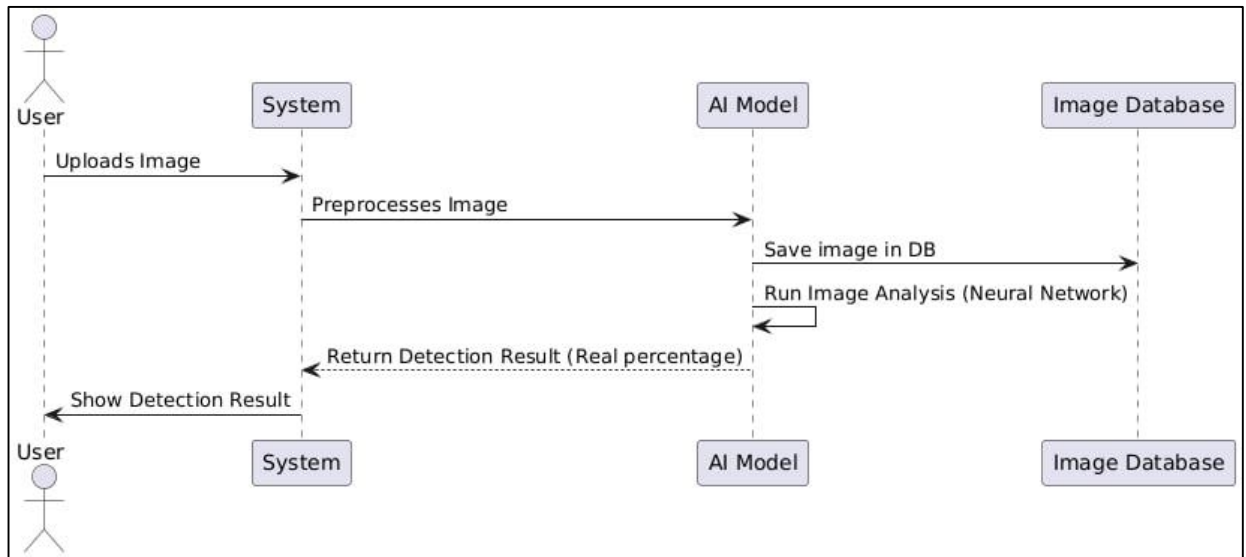 User
System
AI Model
Image Database
Uploads Image
Preprocesses Image
Save image in DB
Run Image Analysis (Neural Network)
Return Detection Result (Real percentage)
Show Detection Result
User
System
AI Model
Image Database